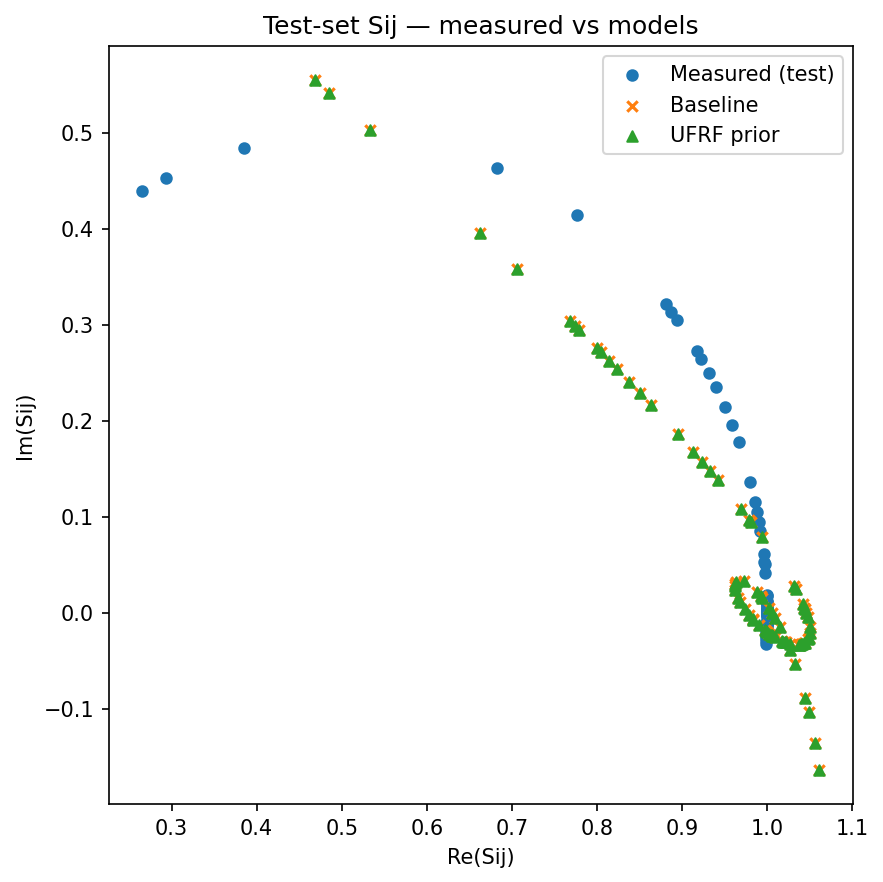 Test-set Sij — measured vs models
Measured (test)
Baseline
UFRF prior
Im(Sij)
0.5
0.4
0.3
0.2
0.1
0.0
−0.1
0.3 0.4 0.5 0.6 0.7 0.8 0.9 1.0 1.1
Re(Sij)